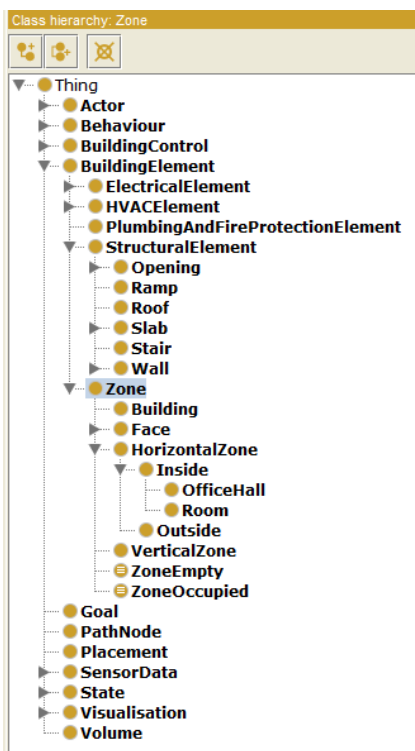 Class hierarchy: Zone
Thing
Actor
Behaviour
BuildingControl
BuildingElement
ElectricalElement
HVACElement
PlumbingAndFireProtectionElement
StructuralElement
Opening
Ramp
Roof
Slab
Stair
Wall
Zone
Building
Face
HorizontalZone
Inside
OfficeHall
Room
Outside
VerticalZone
ZoneEmpty
ZoneOccupied
Goal
PathNode
Placement
SensorData
State
Visualisation
Volume